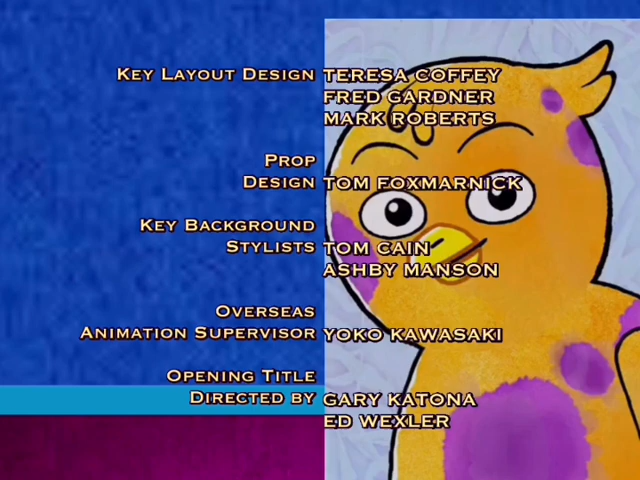 Key Layout Design TERESA COFFEY
FRED GARDNER
MARK ROBERTS
Prop
Design TOM FOXMARNICK
Key Background
Stylists TOM CAIN
ASHBY MANSON
Overseas
Animation Supervisor YOKO KAWASAKI
Opening Title
Directed by GARY KATONA
ED WEXLER